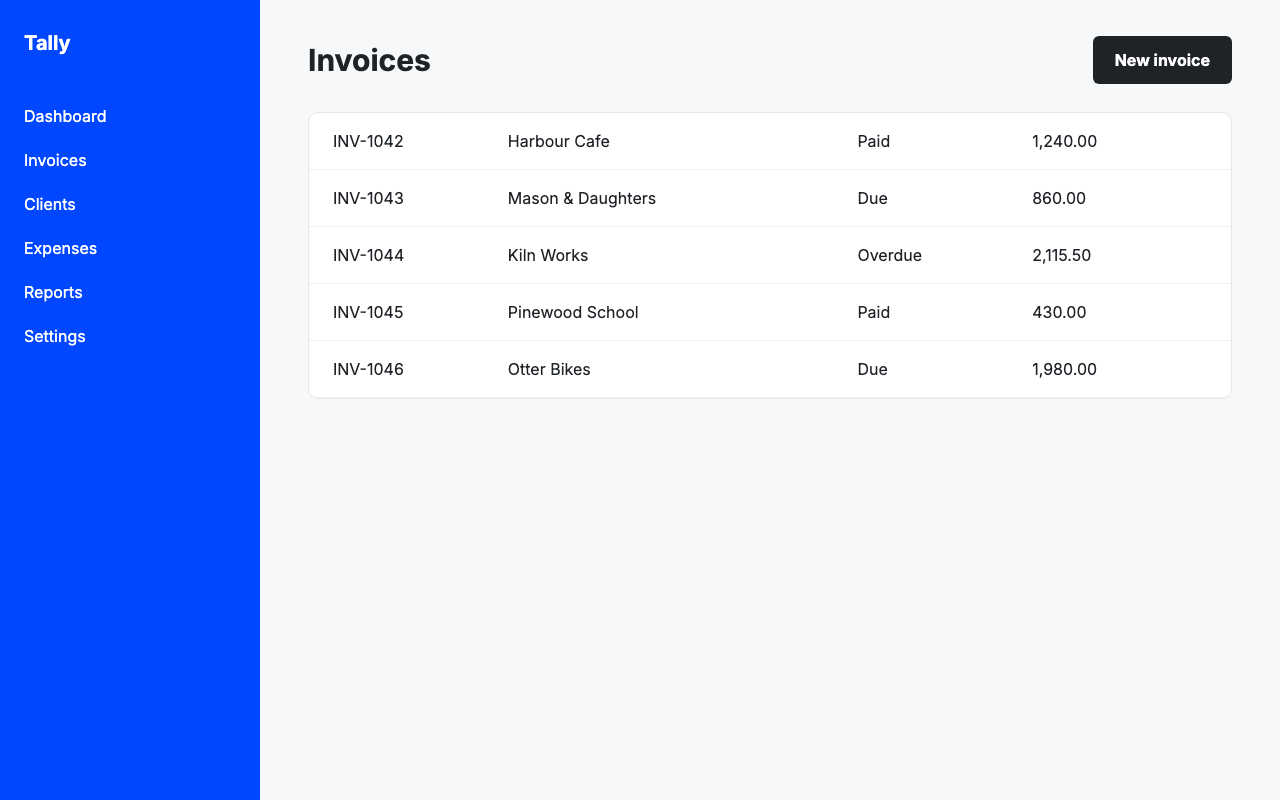 Tally
Dashboard
Invoices
Clients
Expenses
Reports
Settings
Invoices
New invoice
INV-1042 Harbour Cafe Paid 1,240.00
INV-1043 Mason & Daughters Due 860.00
INV-1044 Kiln Works Overdue 2,115.50
INV-1045 Pinewood School Paid 430.00
INV-1046 Otter Bikes Due 1,980.00